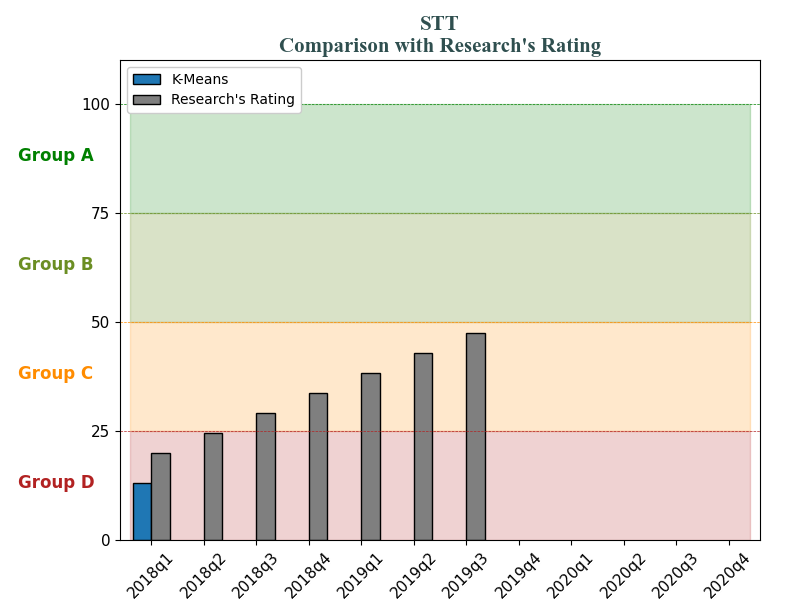 STT
Comparison with Research's Rating
K-Means
Research's Rating
100
Group A
75
Group B
50
Group C
25
Group D
0
2018q1
2018q2
2018q3
2018q4
2019q1
2019q2
2019q3
2019q4
2020q1
2020q2
2020q3
2020q4